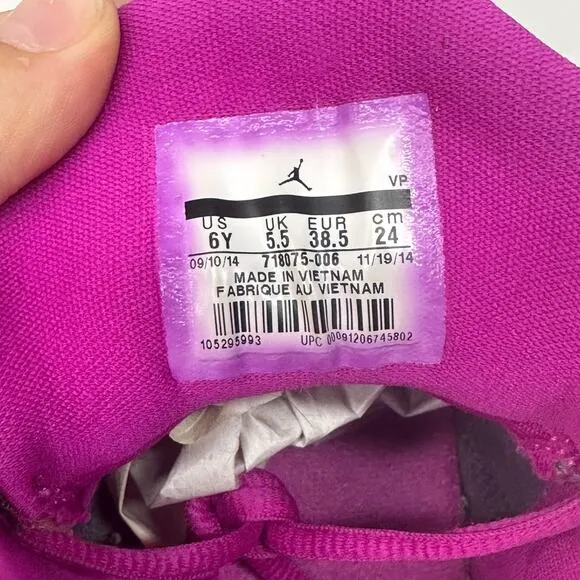 VP
US UK EUR cm
6Y 5.5 38.5 24
09/10/14 718075-006 11/19/14
MADE IN VIETNAM
FABRIQUE AU VIETNAM
105295993 UPC 00091206745802